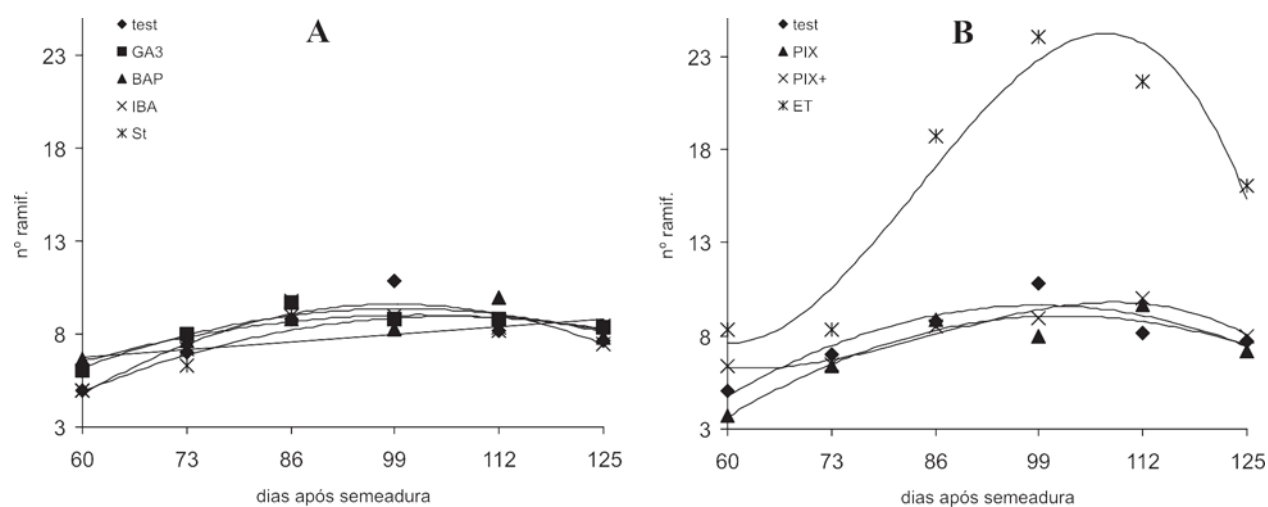 A
test
GA3
BAP
IBA
St
23
18
13
8
3
nº ramif.
60 73 86 99 112 125
dias após semeadura
B
test
PIX
PIX+
ET
23
18
13
8
3
nº ramif.
60 73 86 99 112 125
dias após semeadura